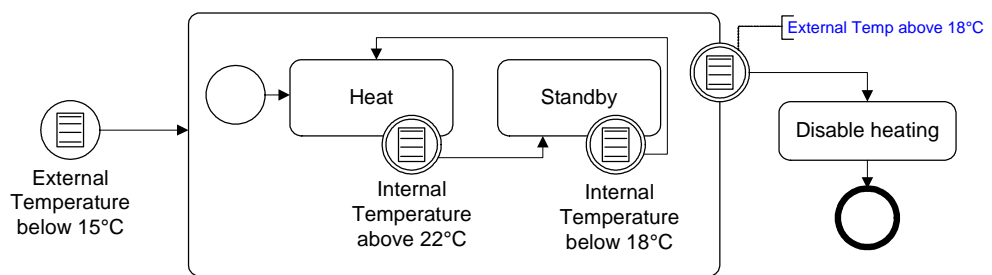 External Temp above 18°C
Heat
Standby
Disable heating
External
Temperature
below 15°C
Internal
Temperature
above 22°C
Internal
Temperature
below 18°C